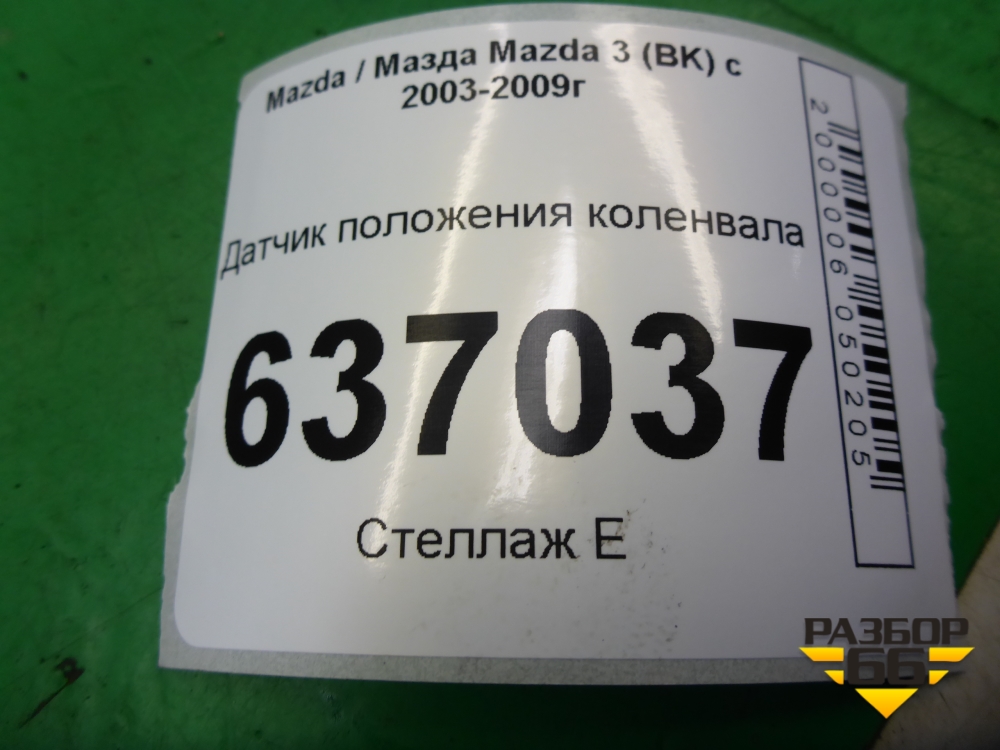 Mazda / Мазда Mazda 3 (BK) с
2003-2009г
Датчик положения коленвала
637037
Стеллаж Е
2000006050205
РАЗБОР
66